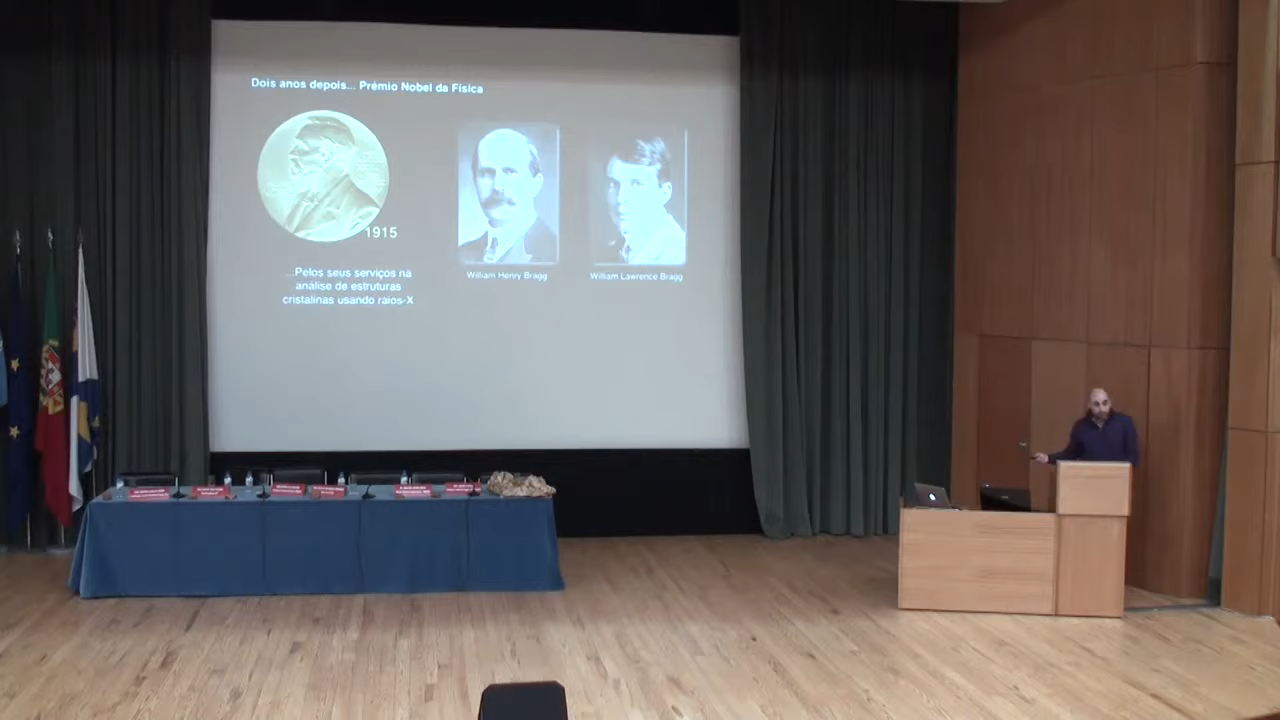 Dois anos depois... Prémio Nobel da Física
1915
...Pelos seus serviços na
análise de estruturas
cristalinas usando raios-X
William Henry Bragg
William Lawrence Bragg